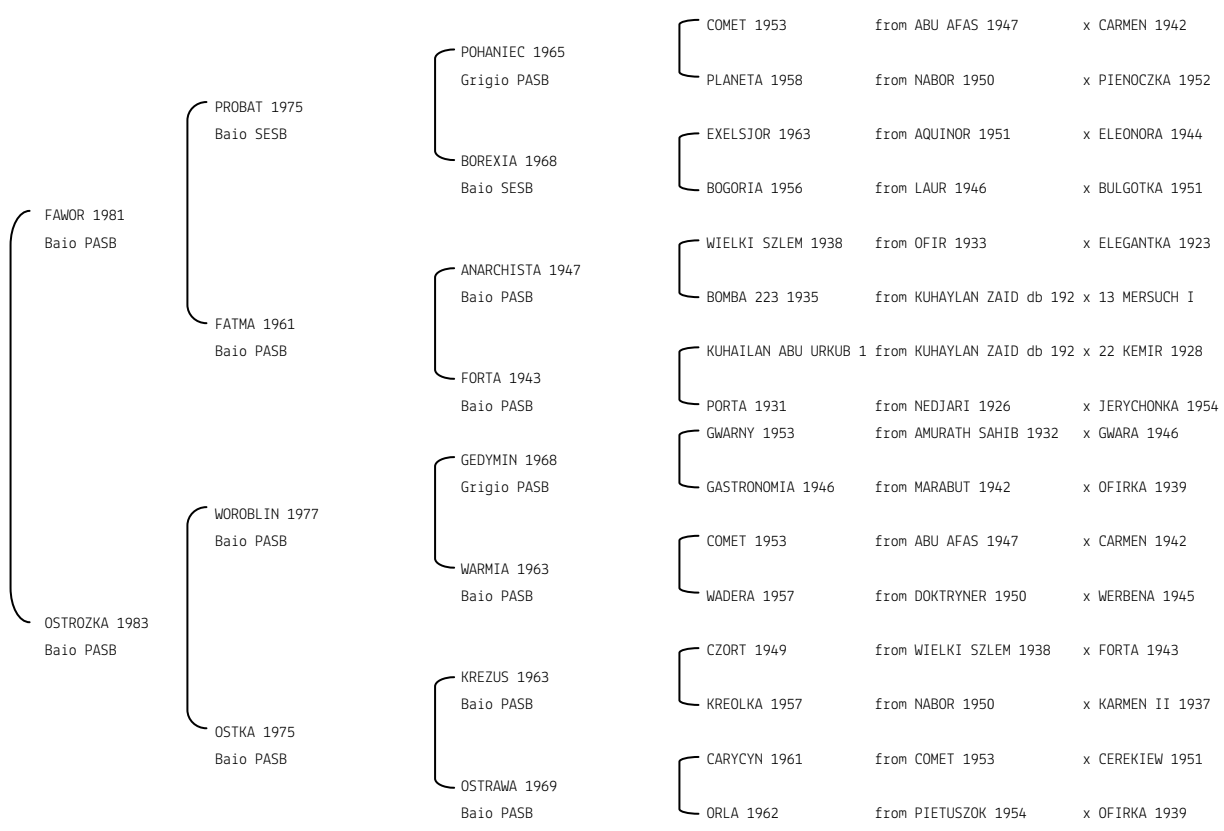 COMET 1953 from ABU AFAS 1947 x CARMEN 1942
POHANIEC 1965
Grigio PASB
PLANETA 1958 from NABOR 1950 x PIENOCZKA 1952
PROBAT 1975
Baio SESB
EXELSJOR 1963 from AQUINOR 1951 x ELEONORA 1944
BOREXIA 1968
Baio SESB
BOGORIA 1956 from LAUR 1946 x BULGOTKA 1951
FAWOR 1981
Baio PASB
WIELKI SZLEM 1938 from OFIR 1933 x ELEGANTKA 1923
ANARCHISTA 1947
Baio PASB
BOMBA 223 1935 from KUHAYLAN ZAID db 192 x 13 MERSUCH I
FATMA 1961
Baio PASB
KUHAILAN ABU URKUB 1 from KUHAYLAN ZAID db 192 x 22 KEMIR 1928
FORTA 1943
Baio PASB
PORTA 1931 from NEDJARI 1926 x JERYCHONKA 1954
GWARNY 1953 from AMURATH SAHIB 1932 x GWARA 1946
GEDYMIN 1968
Grigio PASB
GASTRONOMIA 1946 from MARABUT 1942 x OFIRKA 1939
WOROBLIN 1977
Baio PASB
COMET 1953 from ABU AFAS 1947 x CARMEN 1942
WARMIA 1963
Baio PASB
WADERA 1957 from DOKTRYNER 1950 x WERBENA 1945
OSTROZKA 1983
Baio PASB
CZORT 1949 from WIELKI SZLEM 1938 x FORTA 1943
KREZUS 1963
Baio PASB
KREOLKA 1957 from NABOR 1950 x KARMEN II 1937
OSTKA 1975
Baio PASB
CARYCYN 1961 from COMET 1953 x CEREKIEW 1951
OSTRAWA 1969
Baio PASB
ORLA 1962 from PIETUSZOK 1954 x OFIRKA 1939